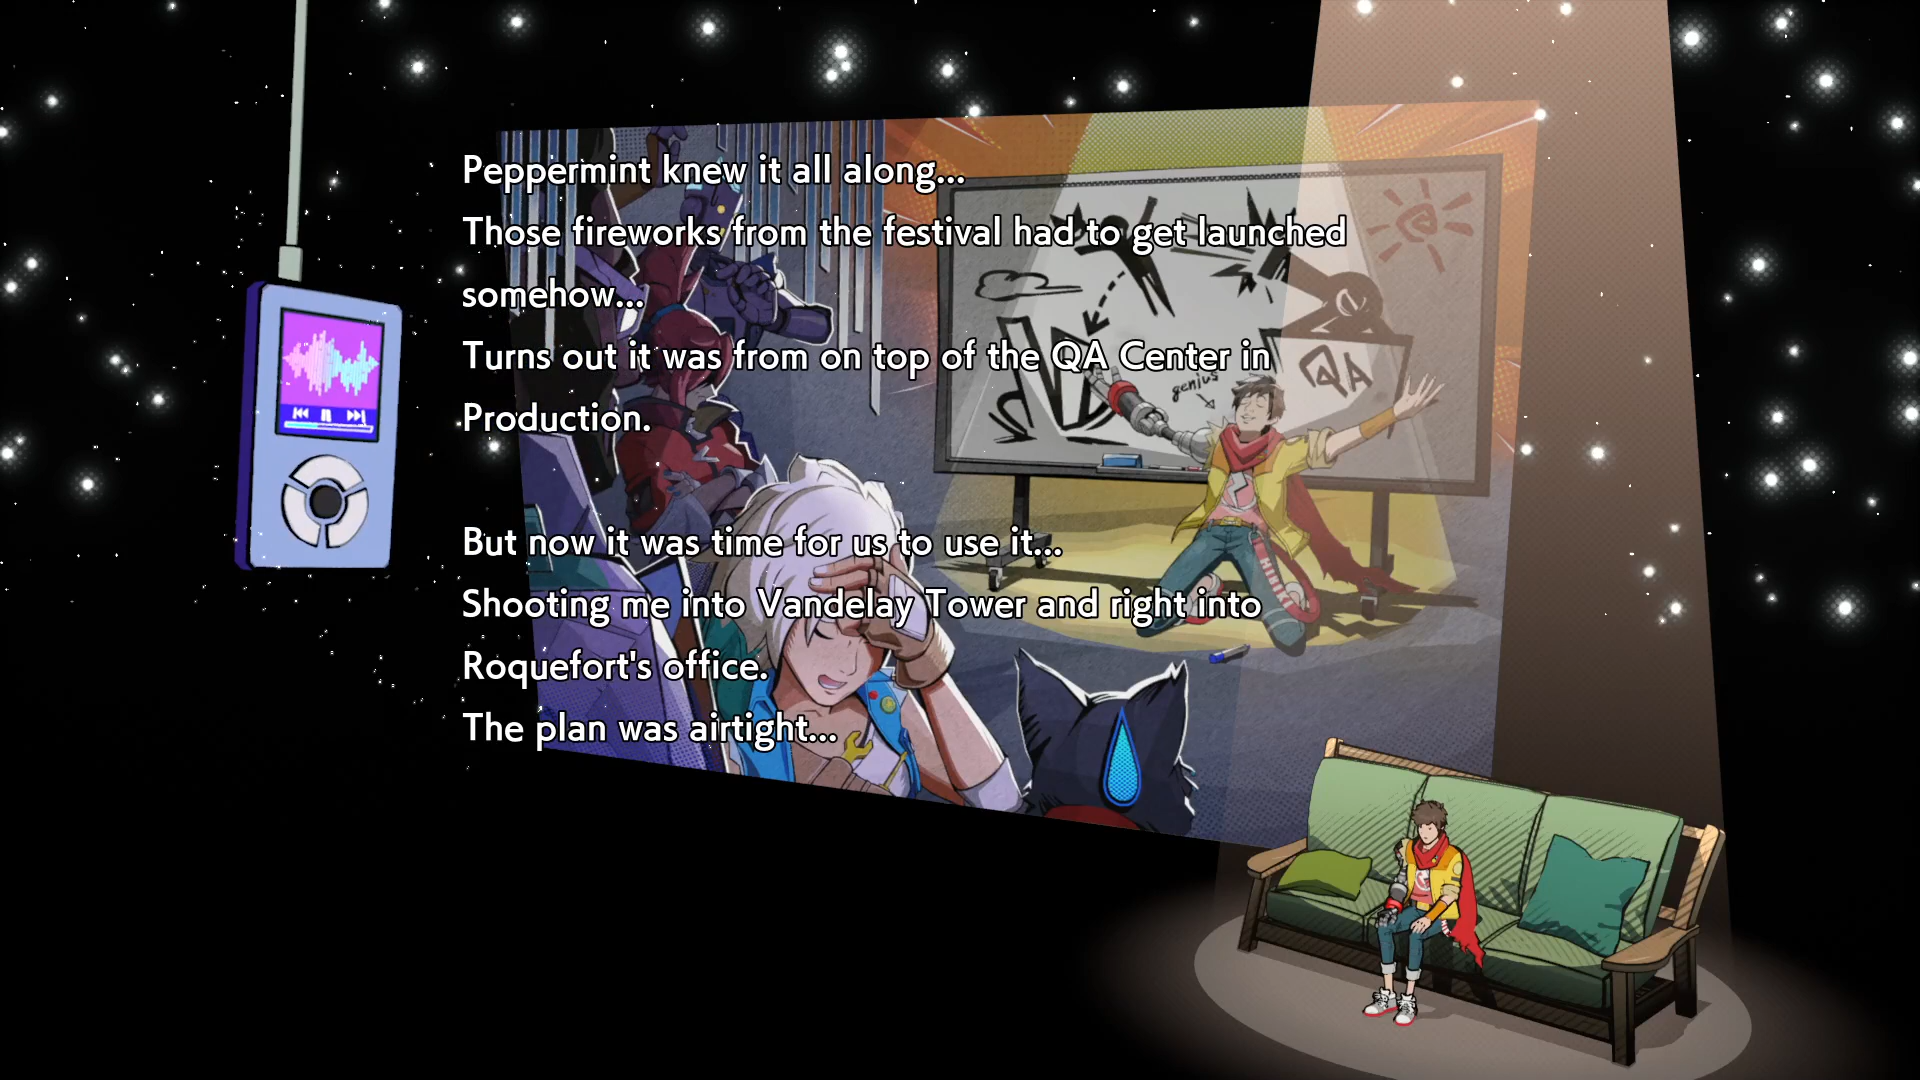 Peppermint knew it all along...
Those fireworks from the festival had to get launched
somehow...
Turns out it was from on top of the QA Center in
Production.
genius
QA
But now it was time for us to use it...
Shooting me into Vandelay Tower and right into
Roquefort's office.
The plan was airtight...